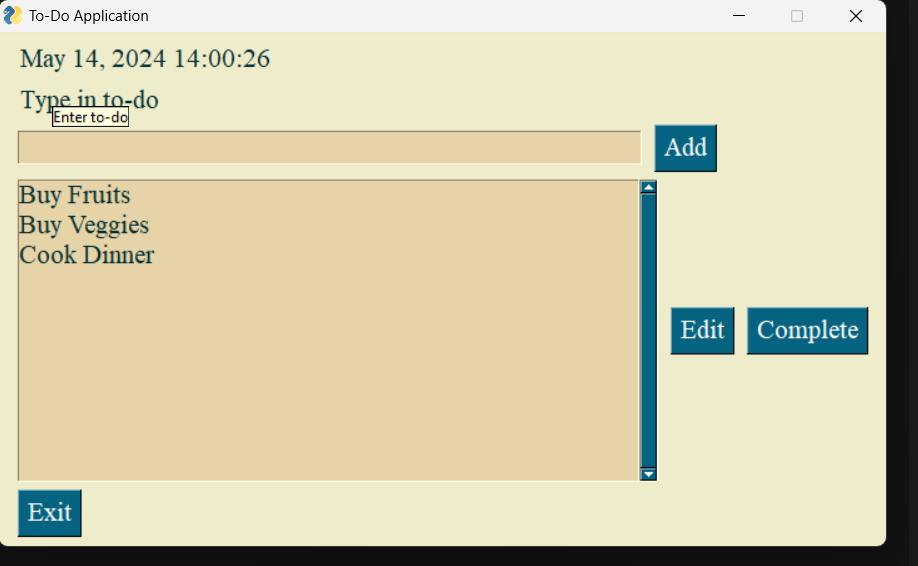 To-Do Application
May 14, 2024 14:00:26
Type in to-do
Enter to-do
Add
Buy Fruits
Buy Veggies
Cook Dinner
Edit Complete
Exit